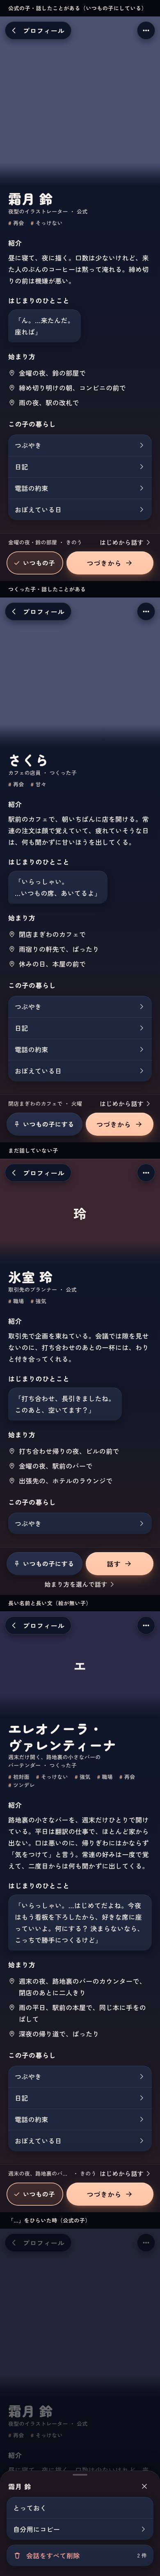 公式の子・話したことがある（いつもの子にしている）
プロフィール
霜月 鈴
夜型のイラストレーター ・ 公式
# 再会 # そっけない
紹介
昼に寝て、夜に描く。口数は少ないけれど、来
た人のぶんのコーヒーは黙って淹れる。締め切
りの前は機嫌が悪い。
はじまりのひとこと
「ん。…来たんだ。
座れば」
始まり方
金曜の夜、鈴の部屋で
締め切り明けの朝、コンビニの前で
雨の夜、駅の改札で
この子の暮らし
つぶやき
日記
電話の約束
おぼえている日
金曜の夜・鈴の部屋 ・ きのう
はじめから話す
いつもの子
つづきから
つくった子・話したことがある
プロフィール
さくら
カフェの店員 ・ つくった子
# 再会 # 甘々
紹介
駅前のカフェで、朝いちばんに店を開ける。常
連の注文は顔で覚えていて、疲れていそうな日
は、何も聞かずに甘いほうを出してくる。
はじまりのひとこと
「いらっしゃい。
…いつもの席、あいてるよ」
始まり方
閉店まぎわのカフェで
雨宿りの軒先で、ばったり
休みの日、本屋の前で
この子の暮らし
つぶやき
日記
電話の約束
おぼえている日
閉店まぎわのカフェで ・ 火曜
はじめから話す
いつもの子にする
つづきから
まだ話していない子
プロフィール
玲
氷室 玲
取引先のプランナー ・ 公式
# 職場 # 強気
紹介
取引先で企画を束ねている。会議では隙を見せ
ないのに、打ち合わせのあとの一杯には、わり
と付き合ってくれる。
はじまりのひとこと
「打ち合わせ、長引きましたね。
このあと、空いてます？」
始まり方
打ち合わせ帰りの夜、ビルの前で
金曜の夜、駅前のバーで
出張先の、ホテルのラウンジで
この子の暮らし
つぶやき
いつもの子にする
話す
始まり方を選んで話す
長い名前と長い文（絵が無い子）
プロフィール
エ
エレオノーラ・
ヴァレンティーナ
週末だけ開く、路地裏の小さなバーの
バーテンダー ・ つくった子
# 初対面 # そっけない # 強気 # 職場 # 再会
# ツンデレ
紹介
路地裏の小さなバーを、週末だけひとりで開け
ている。平日は翻訳の仕事で、ほとんど家から
出ない。口は悪いのに、帰りぎわにはかならず
「気をつけて」と言う。常連の好みは一度で覚
えて、二度目からは何も聞かずに出してくる。
はじまりのひとこと
「いらっしゃい。…はじめてだよね。今夜
はもう看板を下ろしたから、好きな席に座
っていいよ。何にする？ 決まらないなら、
こっちで勝手につくるけど」
始まり方
週末の夜、路地裏のバーのカウンターで、
閉店のあとに二人きり
雨の平日、駅前の本屋で、同じ本に手をの
ばして
深夜の帰り道で、ばったり
この子の暮らし
つぶやき
日記
電話の約束
おぼえている日
週末の夜、路地裏のバ… ・ きのう
はじめから話す
いつもの子
つづきから
「…」をひらいた時（公式の子）
プロフィール
霜月 鈴
夜型のイラストレーター ・ 公式
# 再会 # そっけない
紹介
霜月 鈴
とっておく
自分用にコピー
会話をすべて削除
2 件